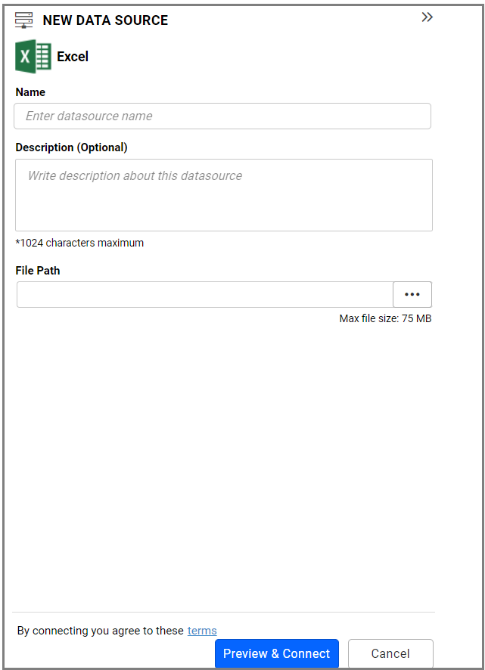 NEW DATA SOURCE
X Excel
Name
Enter datasource name
Description (Optional)
Write description about this datasource
*1024 characters maximum
File Path
...
Max file size: 75 MB
By connecting you agree to these terms
Preview & Connect Cancel